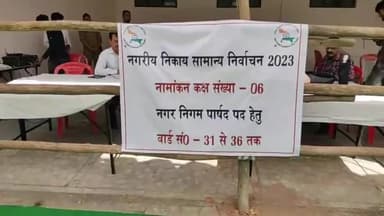 नगरीय निकाय सामान्य निर्वाचन 2023
नामांकन कक्ष संख्या - 06
नगर निगम पार्षद पद हेतु
वार्ड सं0 - 31 से 36 तक